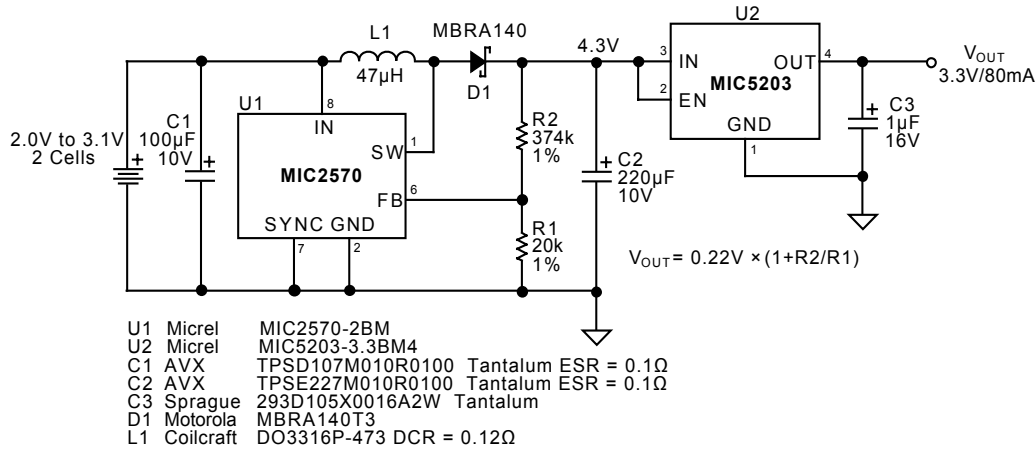 U2
MBRA140
L1
4.3V
3
4
IN
OUT
VOUT
3.3V/80mA
47µH
MIC5203
D1
2
EN
U1
8
GND
C3
1µF
16V
IN
R2
374k
1%
1
C1
100µF
10V
2.0V to 3.1V
2 Cells
SW
1
C2
220µF
10V
MIC2570
FB
6
SYNC GND
R1
20k
1%
7
2
VOUT = 0.22V × (1+R2/R1)
U1 Micrel MIC2570-2BM
U2 Micrel MIC5203-3.3BM4
C1 AVX TPSD107M010R0100 Tantalum ESR = 0.1Ω
C2 AVX TPSE227M010R0100 Tantalum ESR = 0.1Ω
C3 Sprague 293D105X0016A2W Tantalum
D1 Motorola MBRA140T3
L1 Coilcraft DO3316P-473 DCR = 0.12Ω